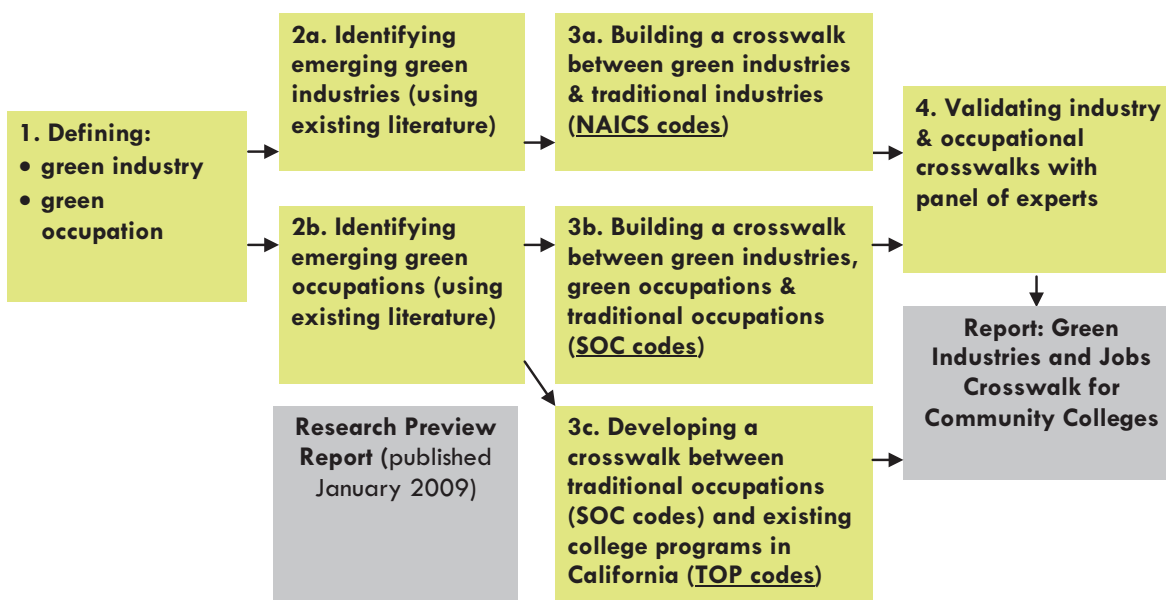 1. Defining:
• green industry
• green
occupation
2a. Identifying
emerging green
industries (using
existing literature)
2b. Identifying
emerging green
occupations (using
existing literature)
Research Preview
Report (published
January 2009)
3a. Building a crosswalk
between green industries
& traditional industries
(NAICS codes)
3b. Building a crosswalk
between green industries,
green occupations &
traditional occupations
(SOC codes)
3c. Developing a
crosswalk between
traditional occupations
(SOC codes) and existing
college programs in
California (TOP codes)
4. Validating industry
& occupational
crosswalks with
panel of experts
Report: Green
Industries and Jobs
Crosswalk for
Community Colleges